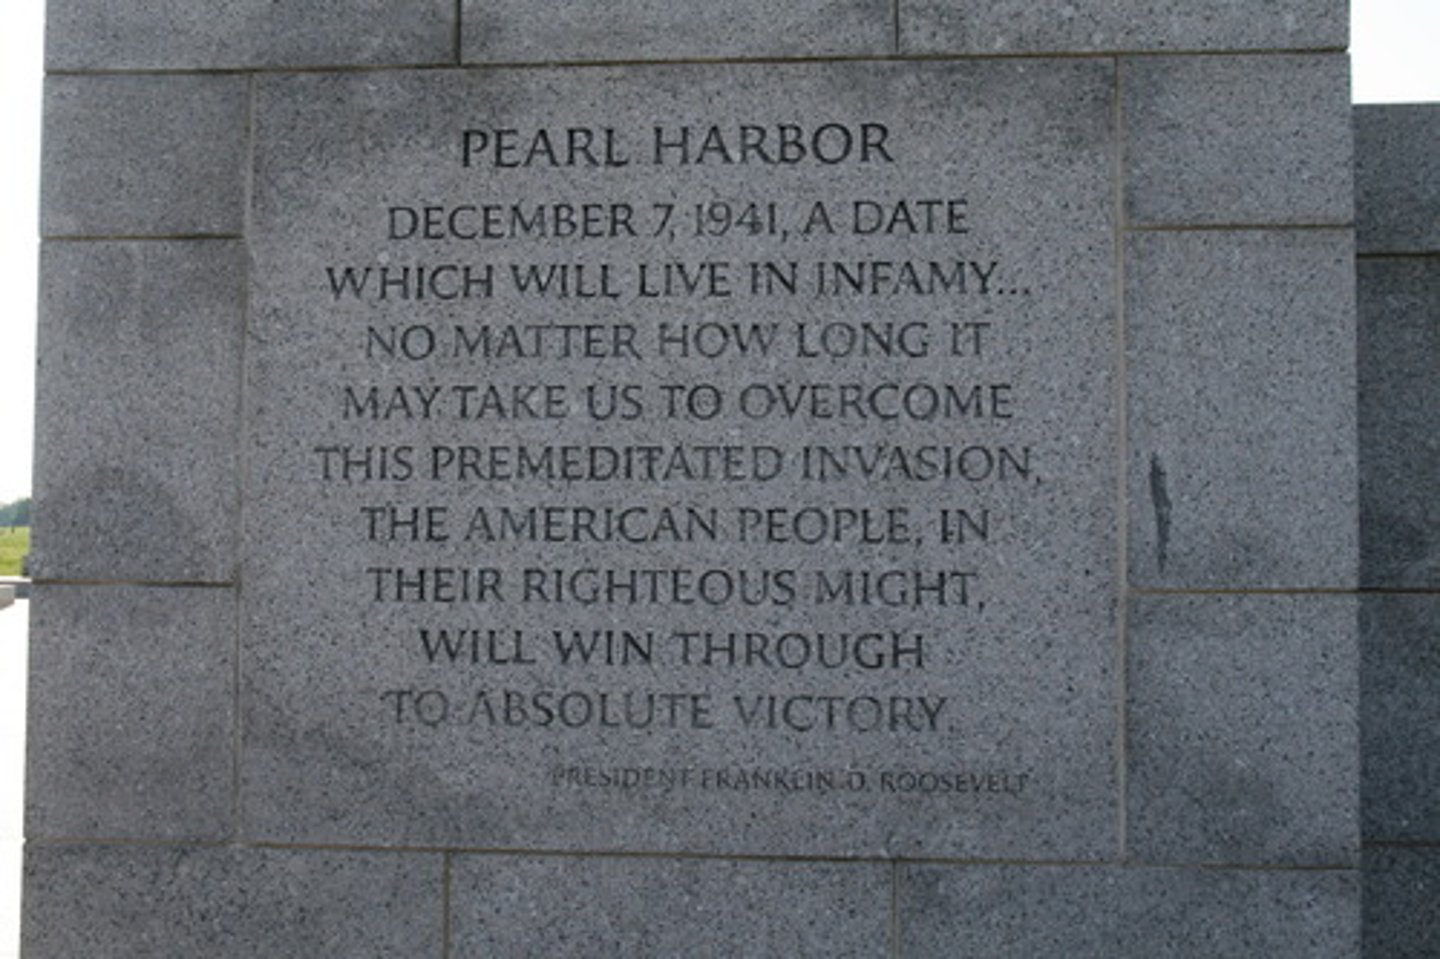 PEARL HARBOR
DECEMBER 7, 1941, A DATE
WHICH WILL LIVE IN INFAMY...
NO MATTER HOW LONG IT
MAY TAKE US TO OVERCOME
THIS PREMEDITATED INVASION,
THE AMERICAN PEOPLE, IN
THEIR RIGHTEOUS MIGHT,
WILL WIN THROUGH
TO ABSOLUTE VICTORY.
PRESIDENT FRANKLIN D. ROOSEVELT